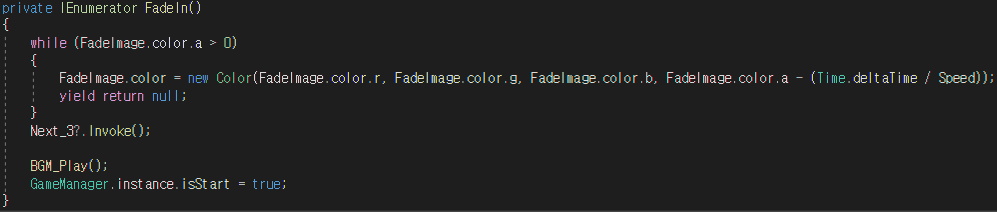 private IEnumerator FadeIn()
{
while (FadeImage.color.a > 0)
{
FadeImage.color = new Color(FadeImage.color.r, FadeImage.color.g, FadeImage.color.b, FadeImage.color.a - (Time.deltaTime / Speed));
yield return null;
}
Next_3?.Invoke();
BGM_Play();
GameManager.instance.isStart = true;
}